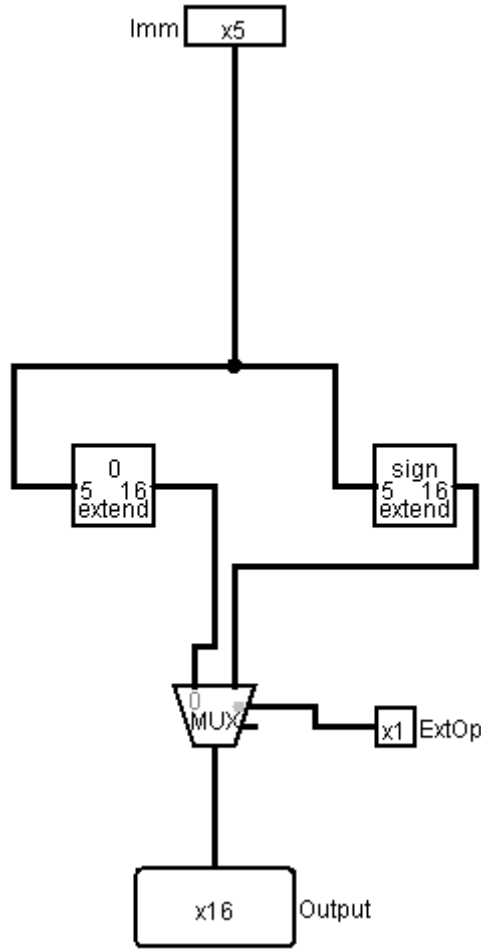 Imm x5
0
5 16
extend
sign
5 16
extend
0
MUX
x1 ExtOp
x16 Output